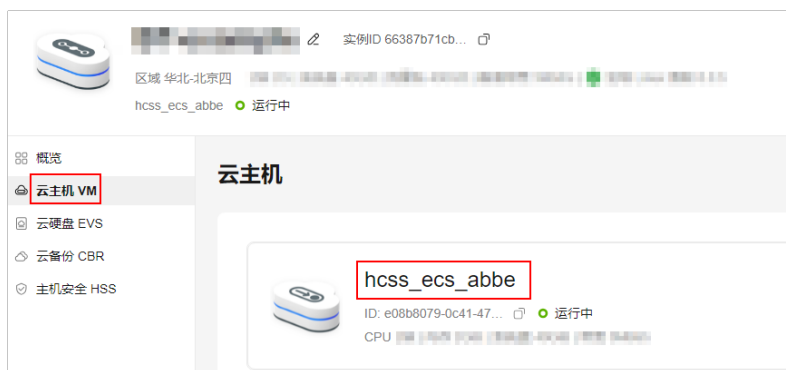 实例ID 66387b71cb...
区域 华北-北京四
hcss_ecs_abbe 运行中
概览
云主机 VM
云主机
云硬盘 EVS
云备份 CBR
主机安全 HSS
hcss_ecs_abbe
ID: e08b8079-0c41-47... 运行中
CPU